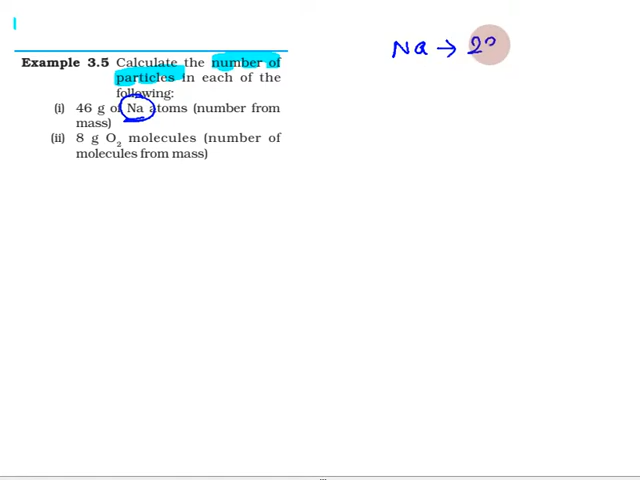 Na → 2
Example 3.5 Calculate the number of
particles in each of the
following:
(i) 46 g of Na atoms (number from
mass)
(ii) 8 g O₂ molecules (number of
molecules from mass)